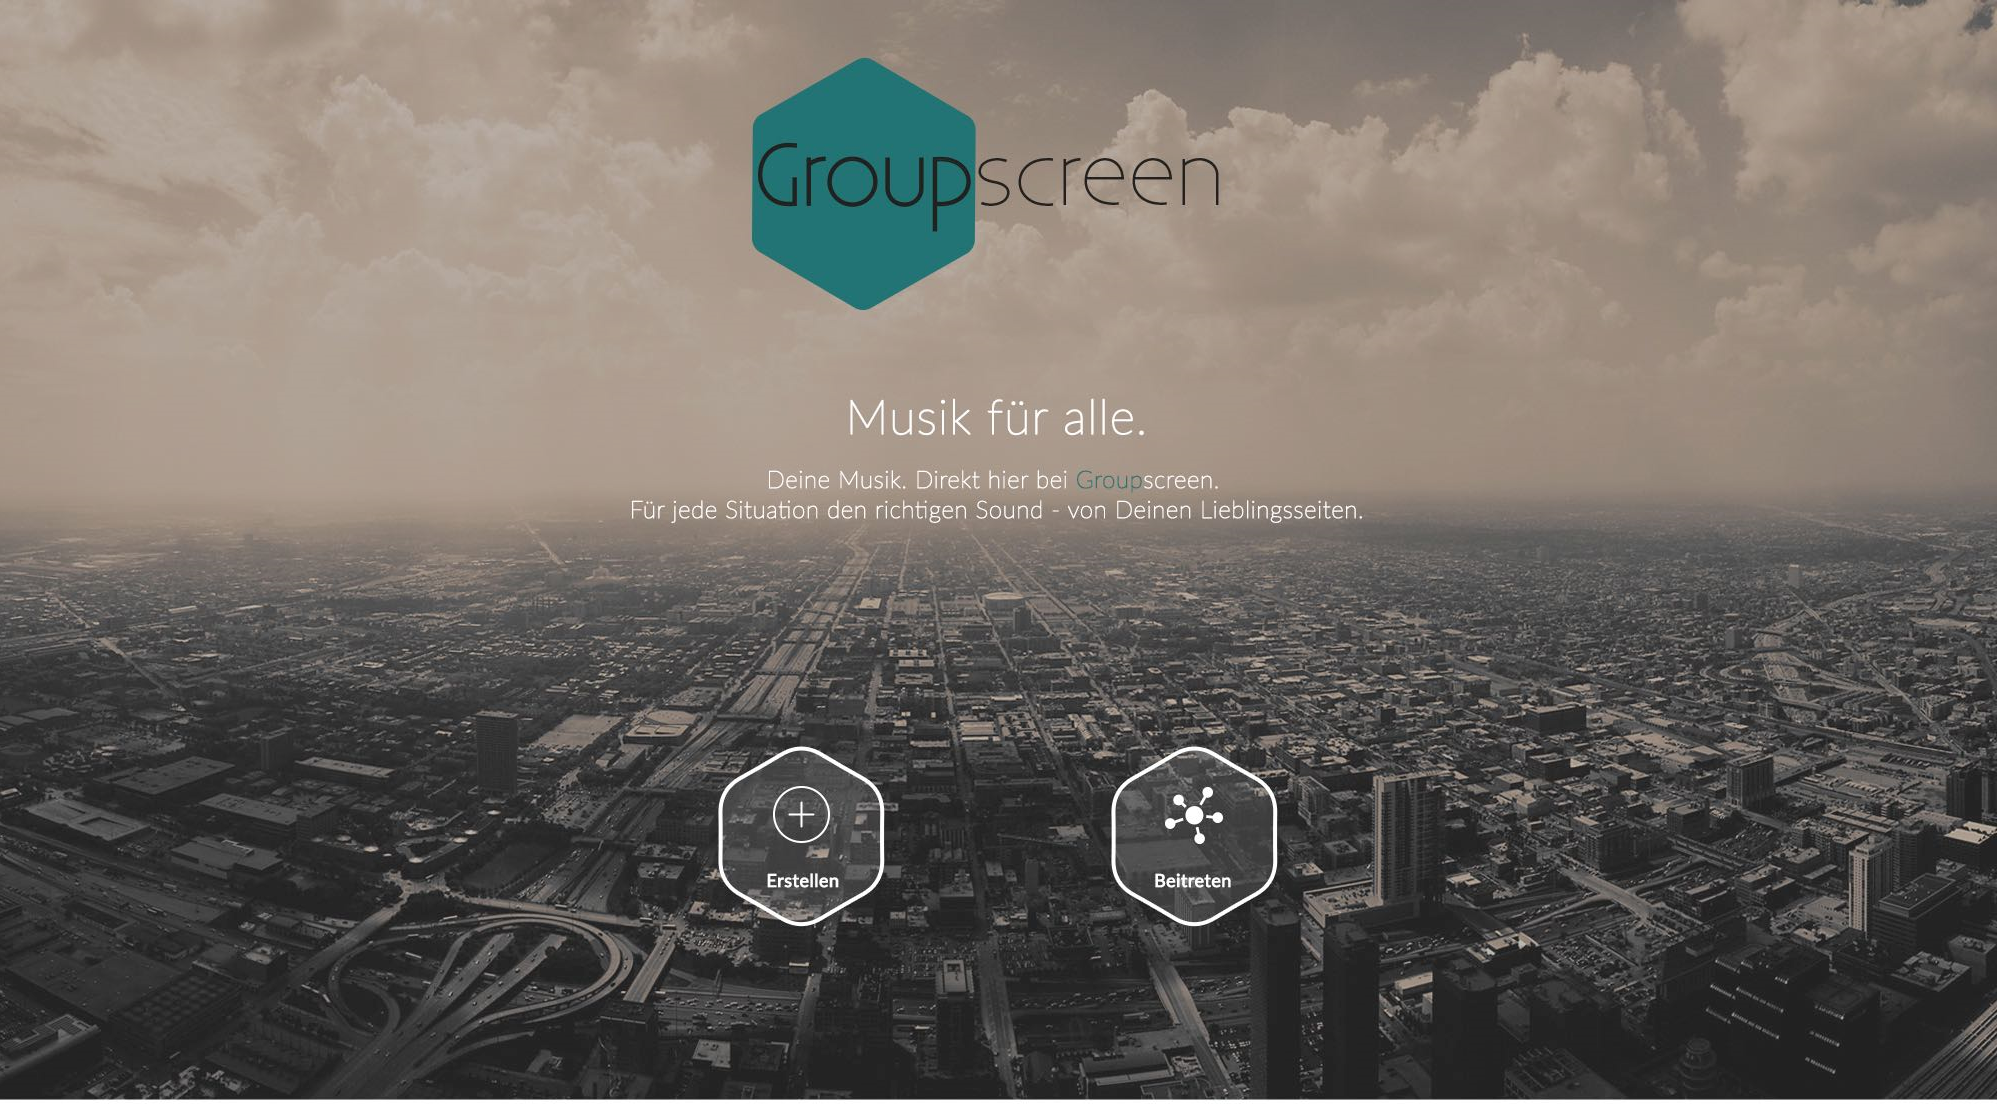 Groupscreen
Musik für alle.
Deine Musik. Direkt hier bei Groupscreen.
Für jede Situation den richtigen Sound - von Deinen Lieblingsseiten.
Erstellen
Beitreten